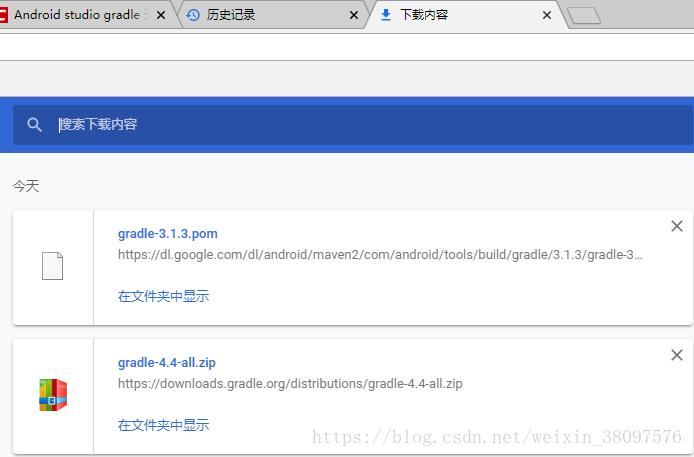 C Android studio gradle
历史记录
下载内容
搜索下载内容
今天
gradle-3.1.3.pom
https://dl.google.com/dl/android/maven2/com/android/tools/build/gradle/3.1.3/gradle-3...
在文件夹中显示
gradle-4.4-all.zip
https://downloads.gradle.org/distributions/gradle-4.4-all.zip
在文件夹中显示
https://blog.csdn.net/weixin_38097576